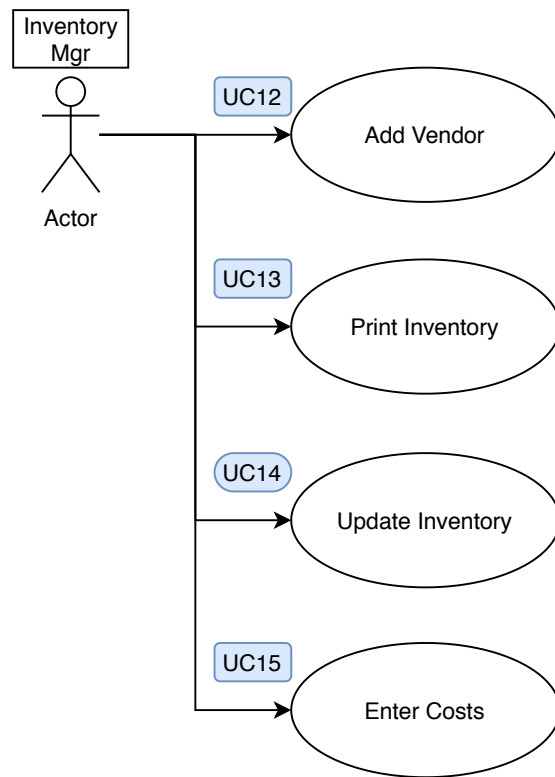 Inventory
Mgr
Actor
UC12
Add Vendor
UC13
Print Inventory
UC14
Update Inventory
UC15
Enter Costs